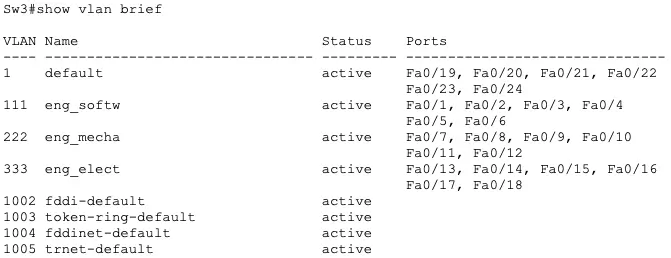 Sw3#show vlan brief
VLAN Name                             Status    Ports
---- -------------------------------- --------- -------------------------------
1    default                          active    Fa0/19, Fa0/20, Fa0/21, Fa0/22
                                                Fa0/23, Fa0/24
111  eng_softw                        active    Fa0/1, Fa0/2, Fa0/3, Fa0/4
                                                Fa0/5, Fa0/6
222  eng_mecha                        active    Fa0/7, Fa0/8, Fa0/9, Fa0/10
                                                Fa0/11, Fa0/12
333  eng_elect                        active    Fa0/13, Fa0/14, Fa0/15, Fa0/16
                                                Fa0/17, Fa0/18
1002 fddi-default                     active
1003 token-ring-default               active
1004 fddinet-default                  active
1005 trnet-default                    active